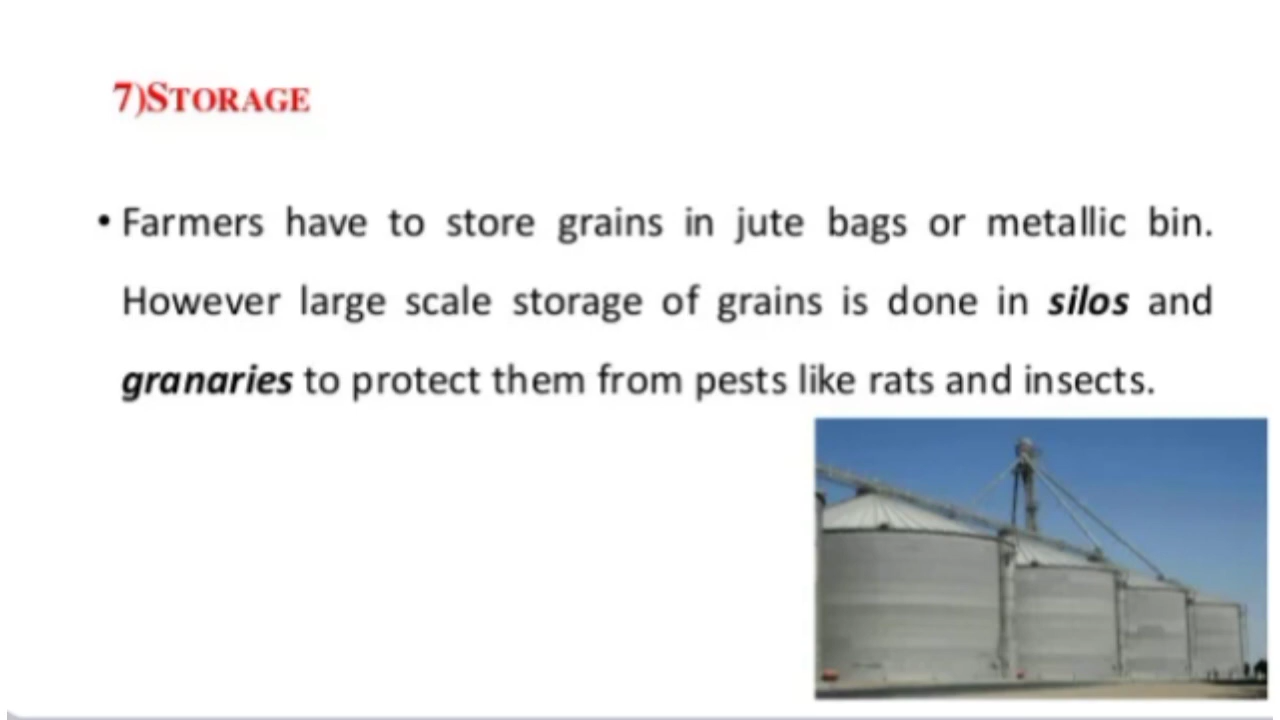 7)STORAGE
• Farmers have to store grains in jute bags or metallic bin.
However large scale storage of grains is done in silos and
granaries to protect them from pests like rats and insects.